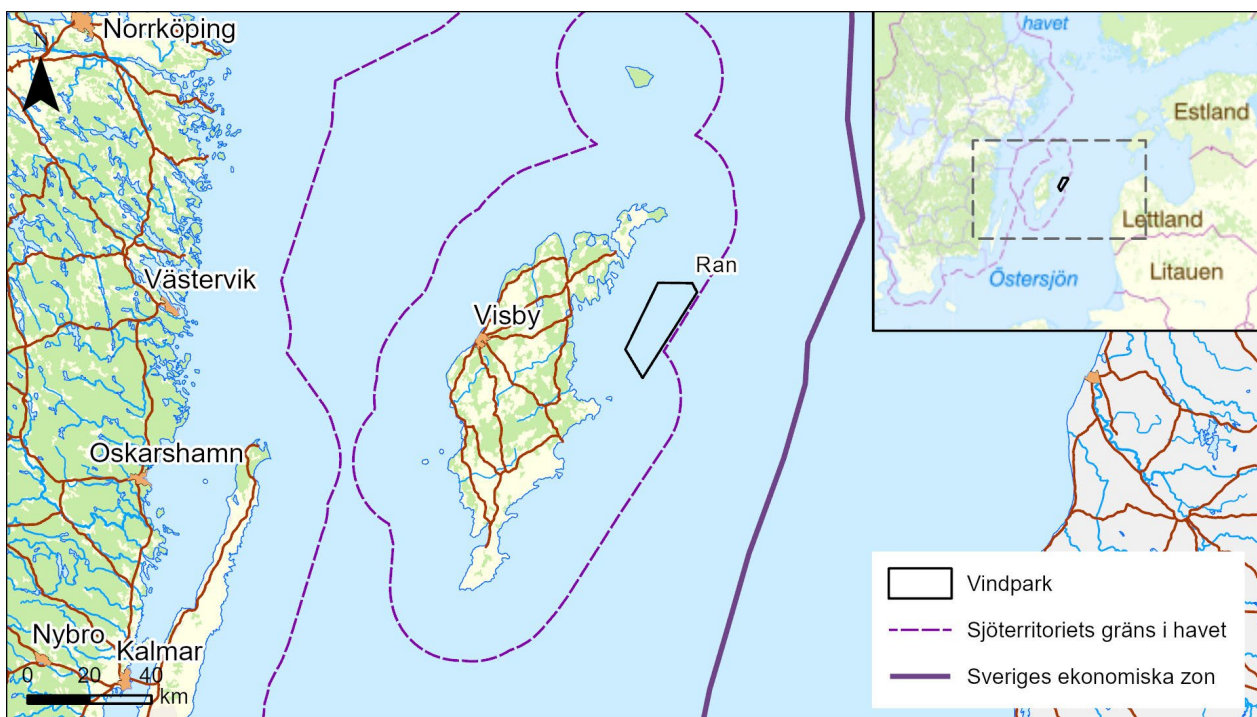 Norrköping
N
havet
Estland
Lettland
Litauen
Östersjön
Ran
Västervik
Visby
Oskarshamn
Nybro
Kalmar
0 20 40
km
Vindpark
Sjöterritoriets gräns i havet
Sveriges ekonomiska zon